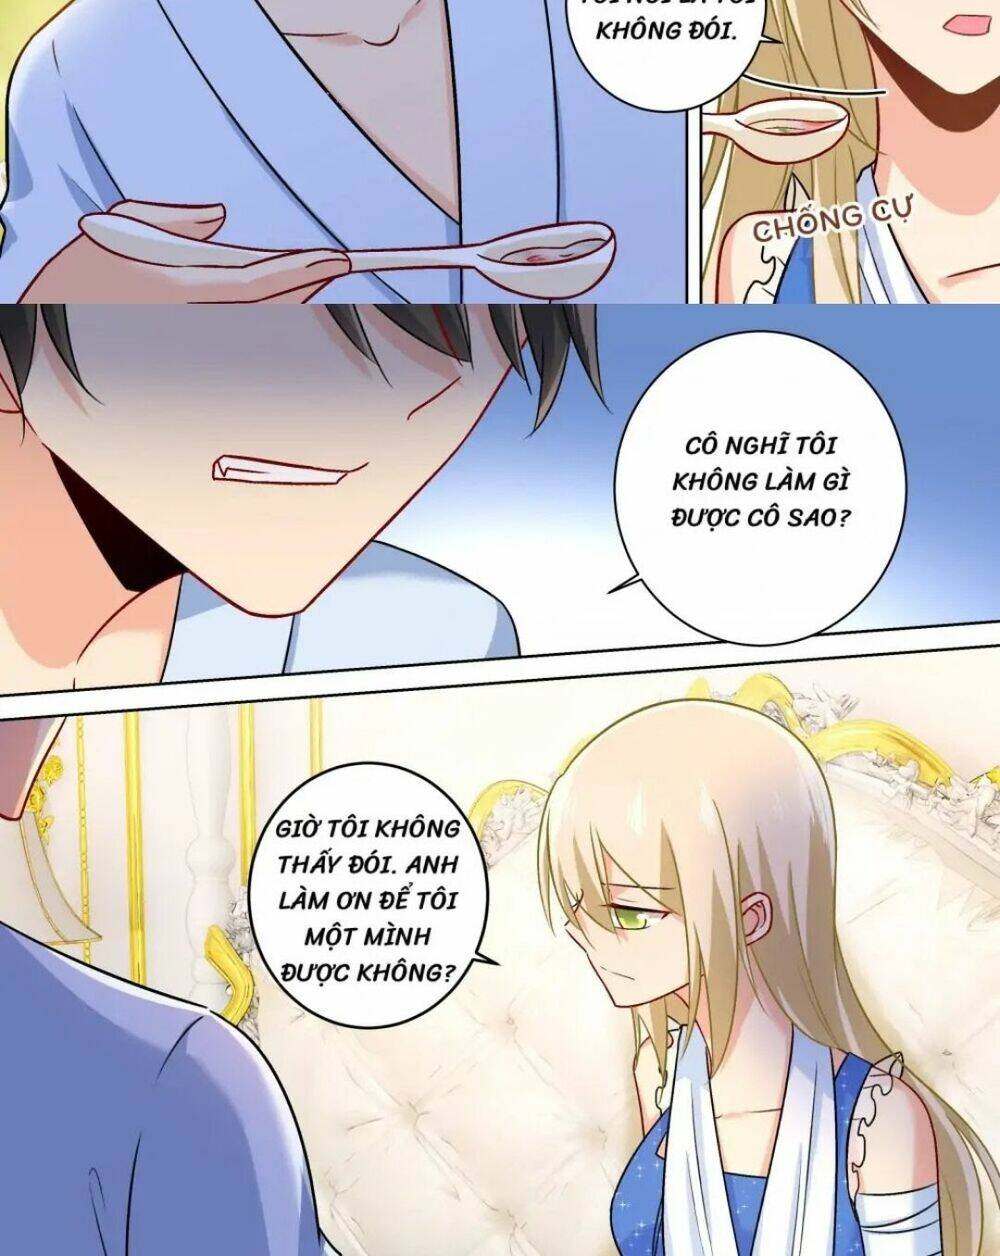 KHÔNG ĐÓI.
CHỐNG CỰ
CÔ NGHĨ TÔI
KHÔNG LÀM GÌ
ĐƯỢC CÔ SAO?
GIỜ TÔI KHÔNG
THẤY ĐÓI. ANH
LÀM ƠN ĐỂ TÔI
MỘT MÌNH
ĐƯỢC KHÔNG?